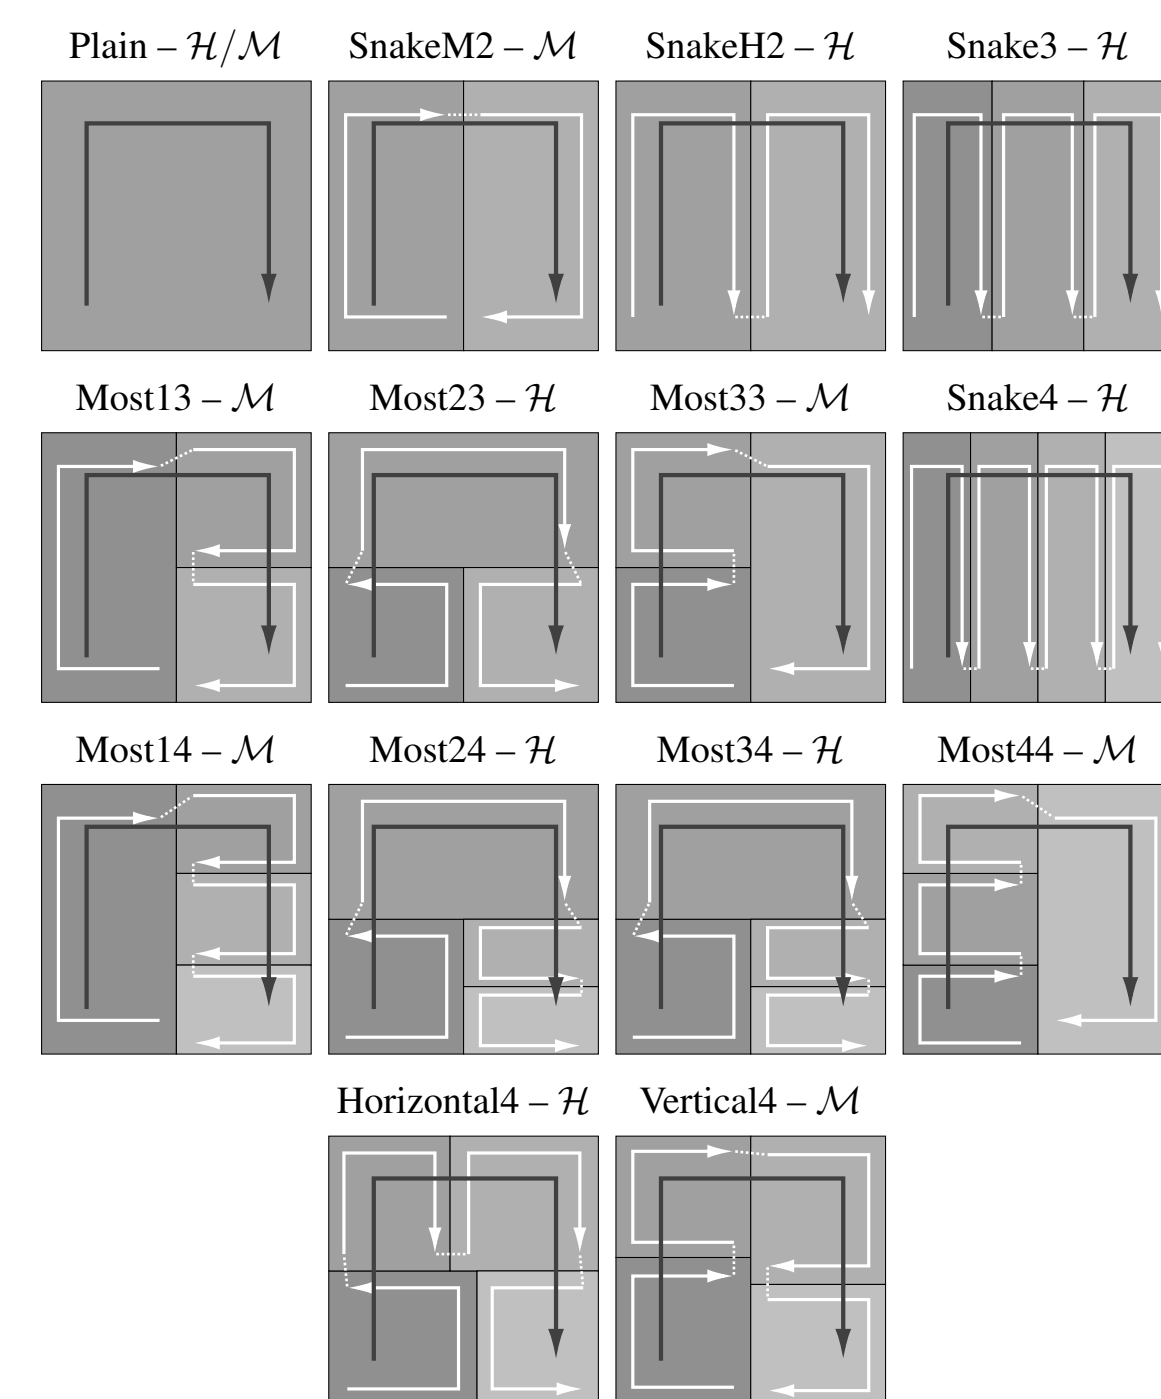 Plain – ℋ/ℳ SnakeM2 – ℳ SnakeH2 – ℋ Snake3 – ℋ
Most13 – ℳ Most23 – ℋ Most33 – ℳ Snake4 – ℋ
Most14 – ℳ Most24 – ℋ Most34 – ℋ Most44 – ℳ
Horizontal4 – ℋ Vertical4 – ℳ